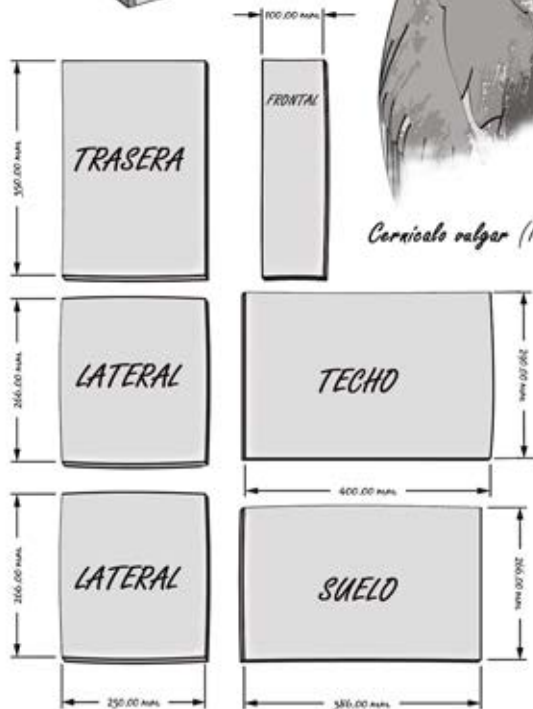 100.00 mm
350.00 mm
TRASERA
FRONTAL
Cernícalo vulgar (
266.00 mm
LATERAL
TECHO
290.00 mm
400.00 mm
266.00 mm
LATERAL
SUELO
266.00 mm
250.00 mm
386.00 mm